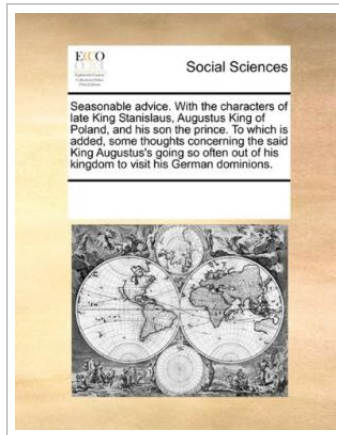 ECCO
Social Sciences
Seasonable advice. With the characters of
late King Stanislaus, Augustus King of
Poland, and his son the prince. To which is
added, some thoughts concerning the said
King Augustus's going so often out of his
kingdom to visit his German dominions.